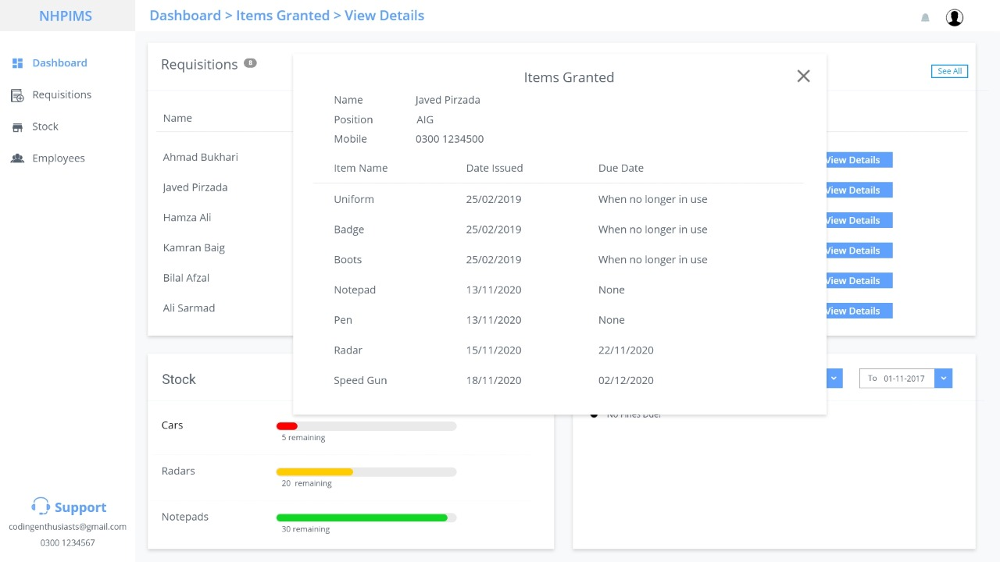 NHPIMS
Dashboard > Items Granted > View Details
Dashboard
Requisitions
Stock
Employees
Support
codingenthusiasts@gmail.com
0300 1234567
Requisitions 8
See All
Name
Ahmad Bukhari
Javed Pirzada
Hamza Ali
Kamran Baig
Bilal Afzal
Ali Sarmad
View Details
View Details
View Details
View Details
View Details
View Details
Items Granted
Name Javed Pirzada
Position AIG
Mobile 0300 1234500
Item Name Date Issued Due Date
Uniform 25/02/2019 When no longer in use
Badge 25/02/2019 When no longer in use
Boots 25/02/2019 When no longer in use
Notepad 13/11/2020 None
Pen 13/11/2020 None
Radar 15/11/2020 22/11/2020
Speed Gun 18/11/2020 02/12/2020
Stock
Cars
5 remaining
Radars
20 remaining
Notepads
30 remaining
To 01-11-2017
No Fines Due!